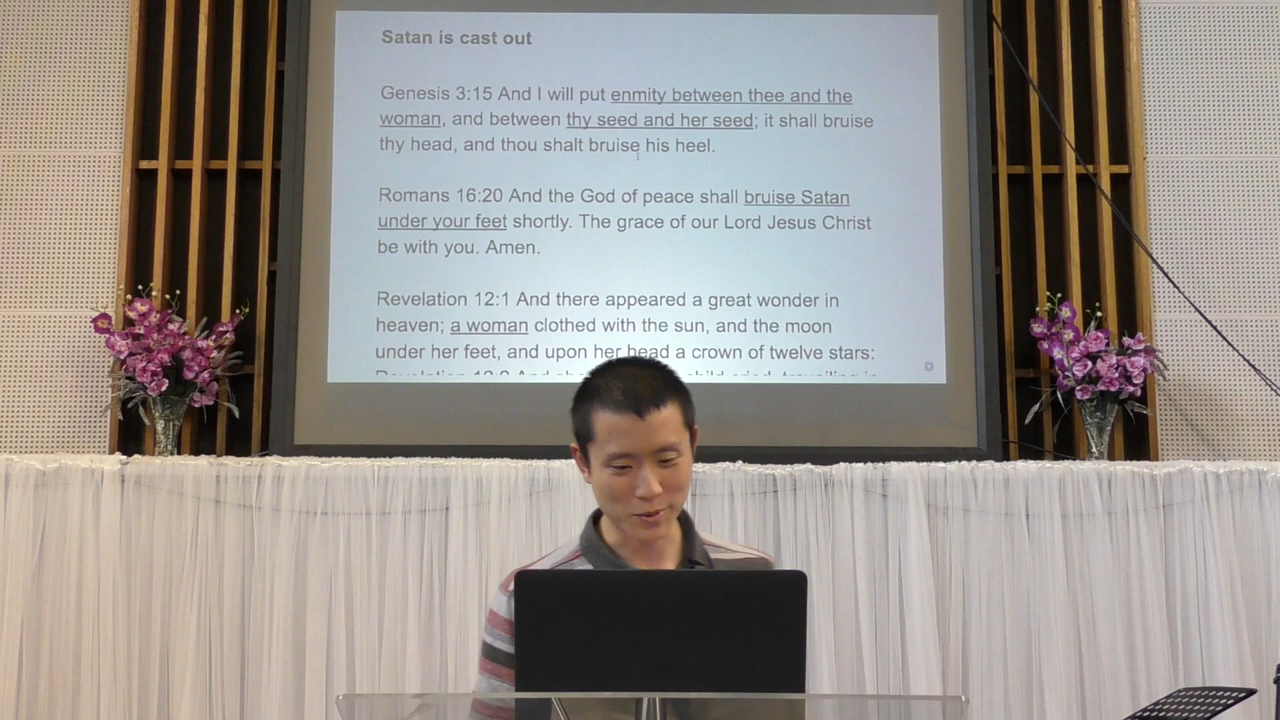 Satan is cast out
Genesis 3:15 And I will put enmity between thee and the
woman, and between thy seed and her seed; it shall bruise
thy head, and thou shalt bruise his heel.
Romans 16:20 And the God of peace shall bruise Satan
under your feet shortly. The grace of our Lord Jesus Christ
be with you. Amen.
Revelation 12:1 And there appeared a great wonder in
heaven; a woman clothed with the sun, and the moon
under her feet, and upon her head a crown of twelve stars: